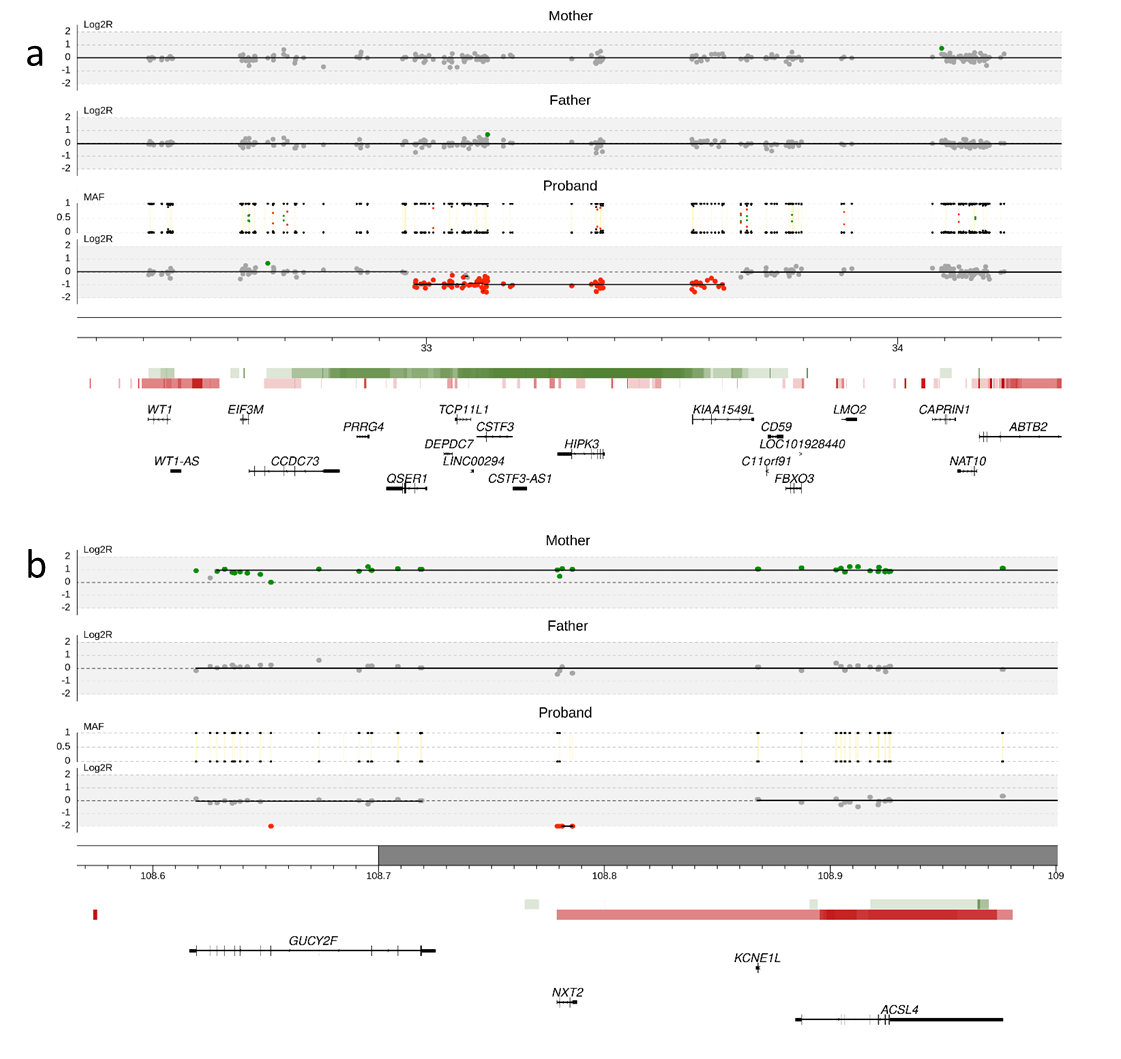 a
Mother
Log2R
2
1
0
-1
-2
Father
Log2R
2
1
0
-1
-2
Proband
MAF
1
0.5
0
Log2R
2
1
0
-1
-2
33 34
WT1 EIF3M TCP11L1 KIAA1549L LMO2 CAPRIN1
PRRG4 CSTF3 CD59 ABTB2
DEPDC7 HIPK3 LOC101928440
WT1-AS CCDC73 LINC00294 C11orf91 NAT10
QSER1 CSTF3-AS1 FBXO3
b
Mother
Log2R
2
1
0
-1
-2
Father
Log2R
2
1
0
-1
-2
Proband
MAF
1
0.5
0
Log2R
2
1
0
-1
-2
108.6 108.7 108.8 108.9 109
GUCY2F
KCNE1L
NXT2
ACSL4